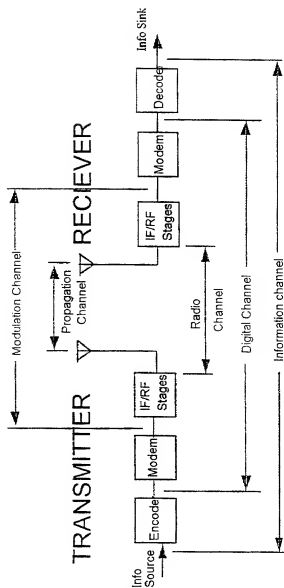 TRANSMITTER
RECIEVER
Modulation Channel
Propagation
Channel
Info
Source
Encode
Modem
IF/RF
Stages
IF/RF
Stages
Modem
Decoder
Info Sink
Radio
Channel
Digital Channel
Information channel